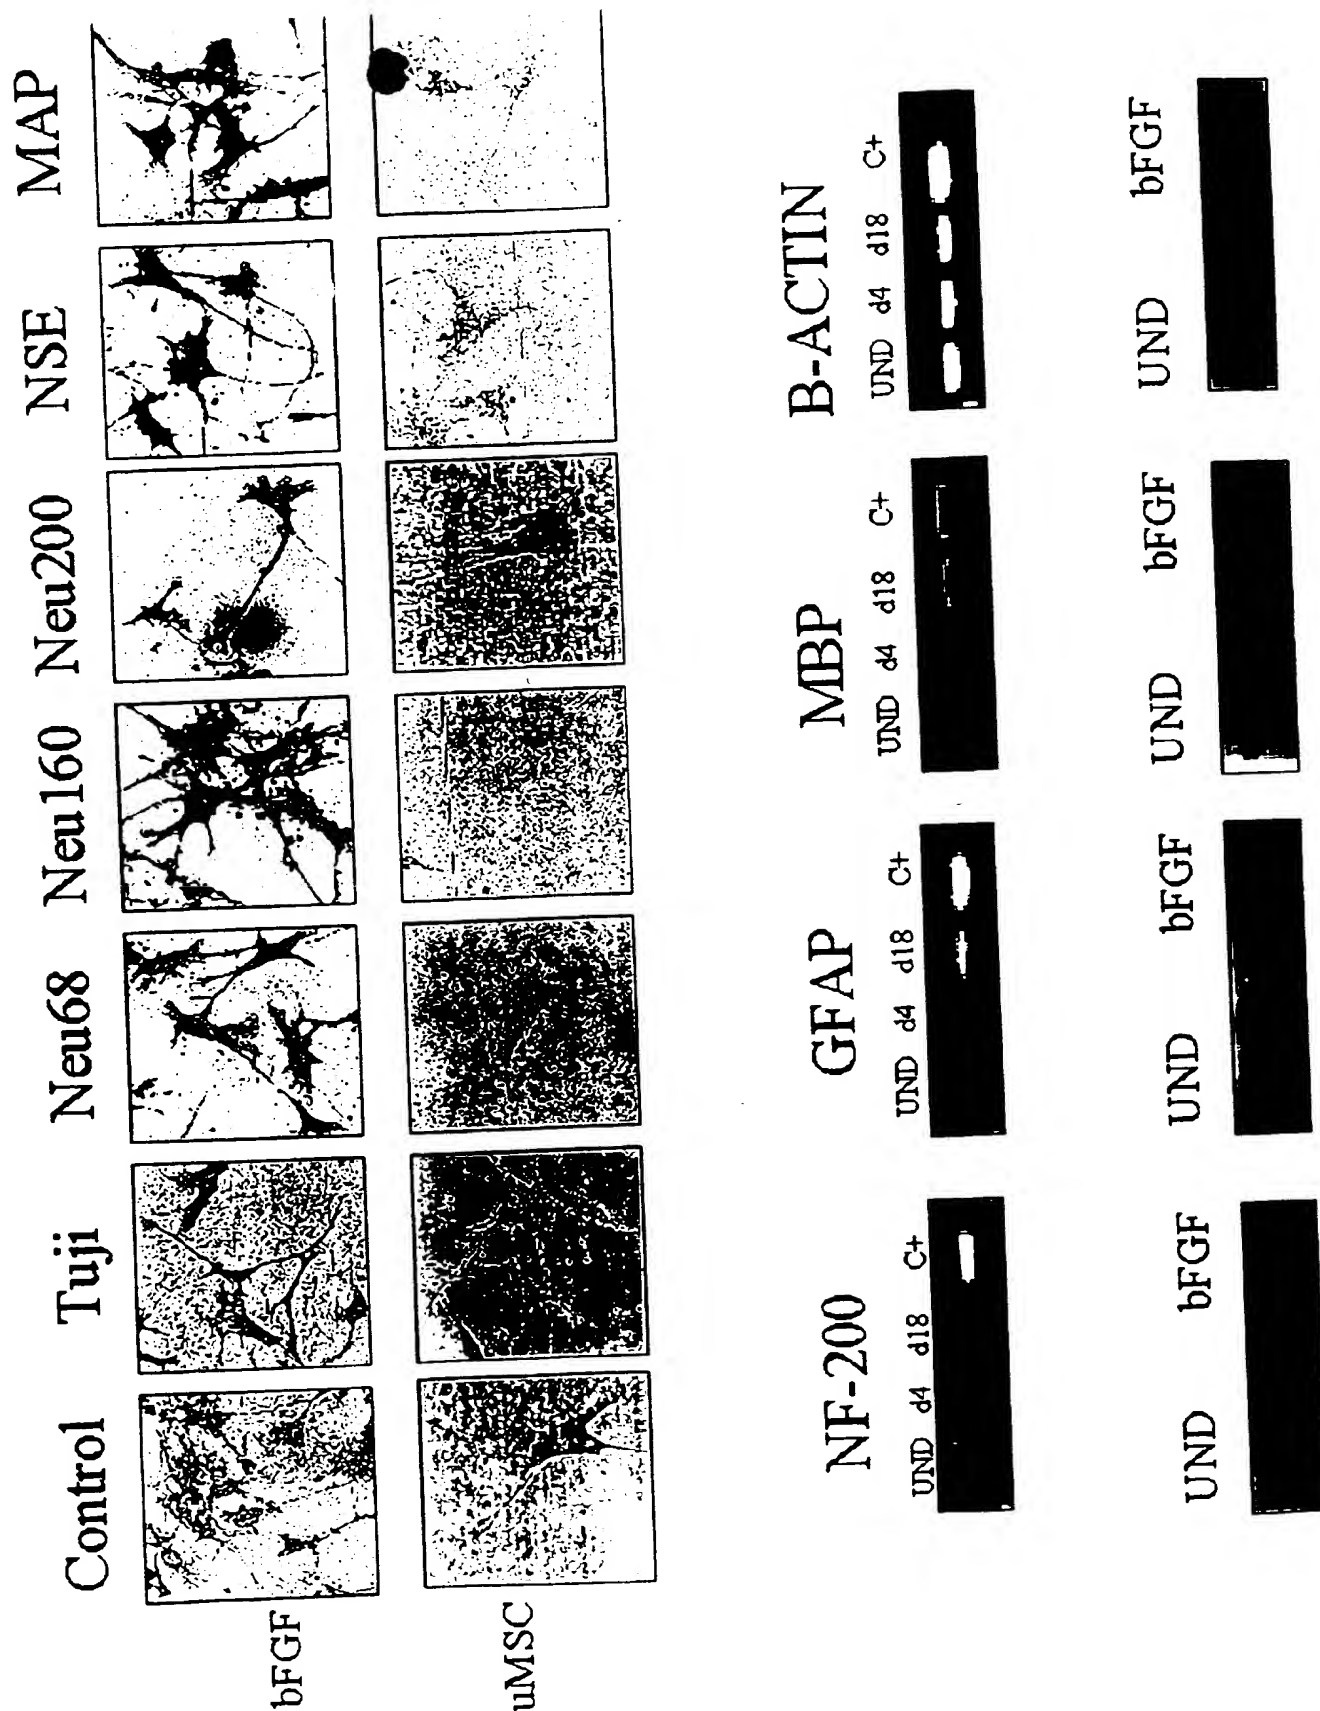 Control Tuji Neu68 Neu160 Neu200 NSE MAP
bFGF
uMSC
NF-200 GFAP MBP B-ACTIN
UND d4 d18 C+ UND d4 d18 C+ UND d4 d18 C+ UND d4 d18 C+
UND bFGF UND bFGF UND bFGF UND bFGF